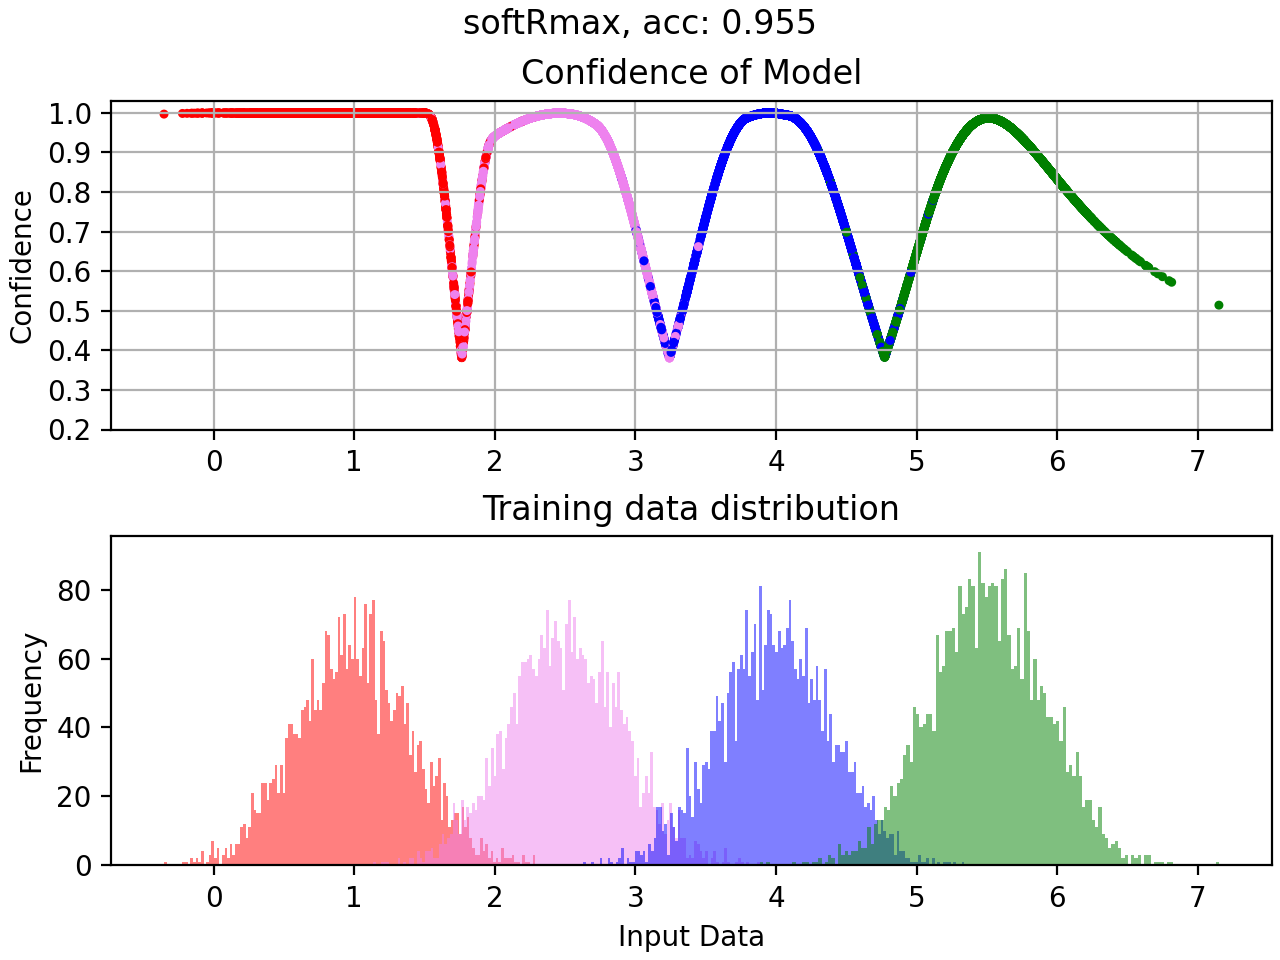 softRmax, acc: 0.955
Confidence of Model
Confidence
1.0
0.9
0.8
0.7
0.6
0.5
0.4
0.3
0.2
0 1 2 3 4 5 6 7
Training data distribution
Frequency
80
60
40
20
0
0 1 2 3 4 5 6 7
Input Data